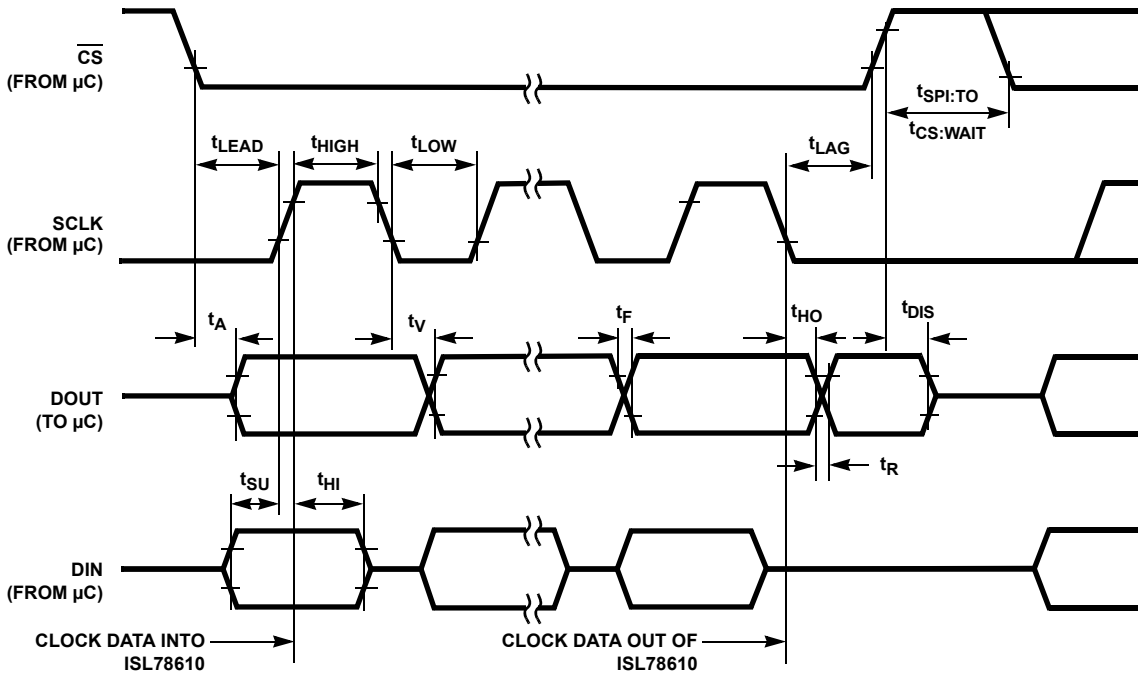 CS
(FROM µC)
tSPI:TO
tCS:WAIT
tLEAD
tHIGH
tLOW
tLAG
SCLK
(FROM µC)
tA
tV
tF
tHO
tDIS
DOUT
(TO µC)
tR
tSU
tHI
DIN
(FROM µC)
CLOCK DATA INTO
ISL78610
CLOCK DATA OUT OF
ISL78610